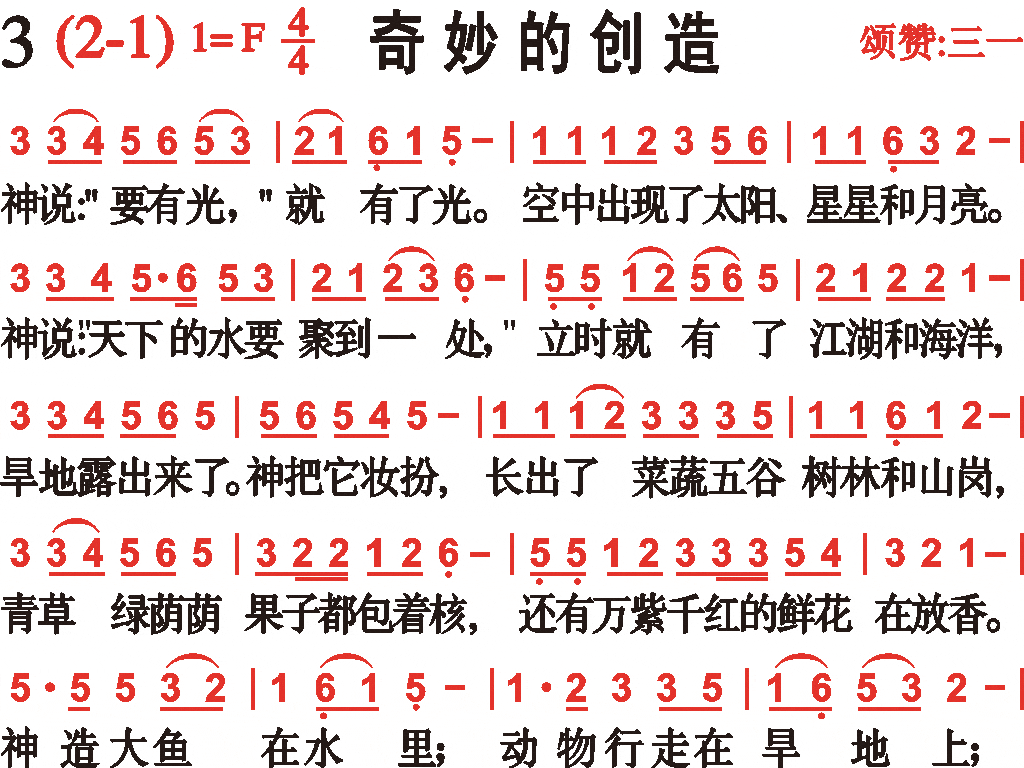 3 (2-1) 1=F 4/4 奇妙的创造 颂赞:三一
3 3 4 5 6 5 3 | 2 1 6 1 5 – | 1 1 1 2 3 5 6 | 1 1 6 3 2 – |
神说:"要有光，"就 有了光。 空中出现了太阳、星星和月亮。
3 3 4 5·6 5 3 | 2 1 2 3 6 – | 5 5 1 2 5 6 5 | 2 1 2 2 1 – |
神说:"天下的水要 聚到一 处，" 立时就 有 了 江湖和海洋，
3 3 4 5 6 5 | 5 6 5 4 5 – | 1 1 1 2 3 3 3 5 | 1 1 6 1 2 – |
旱地露出来了。神把它妆扮， 长出了 菜蔬五谷 树林和山岗，
3 3 4 5 6 5 | 3 2 2 1 2 6 – | 5 5 1 2 3 3 3 5 4 | 3 2 1 – |
青草 绿荫荫 果子都包着核， 还有万紫千红的鲜花 在放香。
5·5 5 3 2 | 1 6 1 5 – | 1·2 3 3 5 | 1 6 5 3 2 – |
神 造大鱼 在水 里； 动 物行走在 旱 地 上；